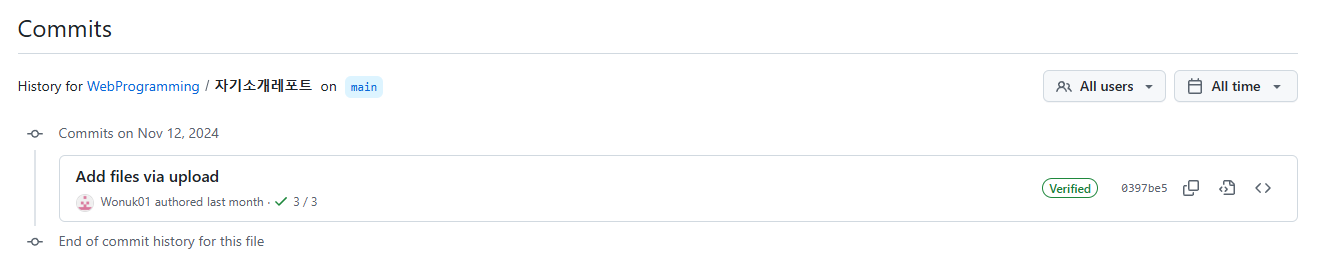 Commits
History for WebProgramming / 자기소개레포트 on main
All users
All time
Commits on Nov 12, 2024
Add files via upload
Wonuk01 authored last month · 3 / 3
Verified
0397be5
End of commit history for this file